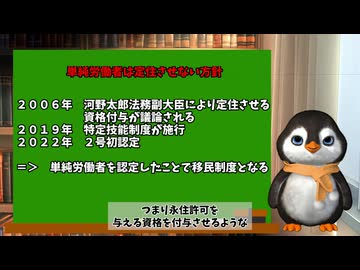 単純労働者は定住させない方針
２００６年　河野太郎法務副大臣により定住させる
資格付与が議論される
２０１９年　特定技能制度が施行
２０２２年　２号初認定
＝＞　単純労働者を認定したことで移民制度となる
つまり永住許可を
与える資格を付与させるような